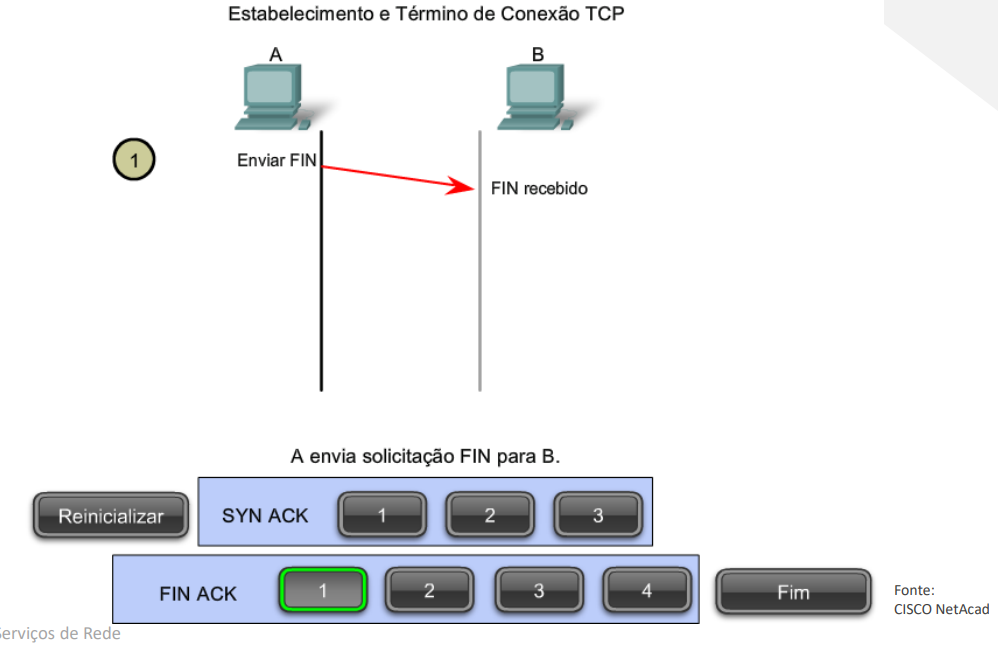 Estabelecimento e Término de Conexão TCP
A
B
1
Enviar FIN
FIN recebido
A envia solicitação FIN para B.
Reinicializar
SYN ACK
1
2
3
FIN ACK
1
2
3
4
Fim
Fonte:
CISCO NetAcad
Serviços de Rede